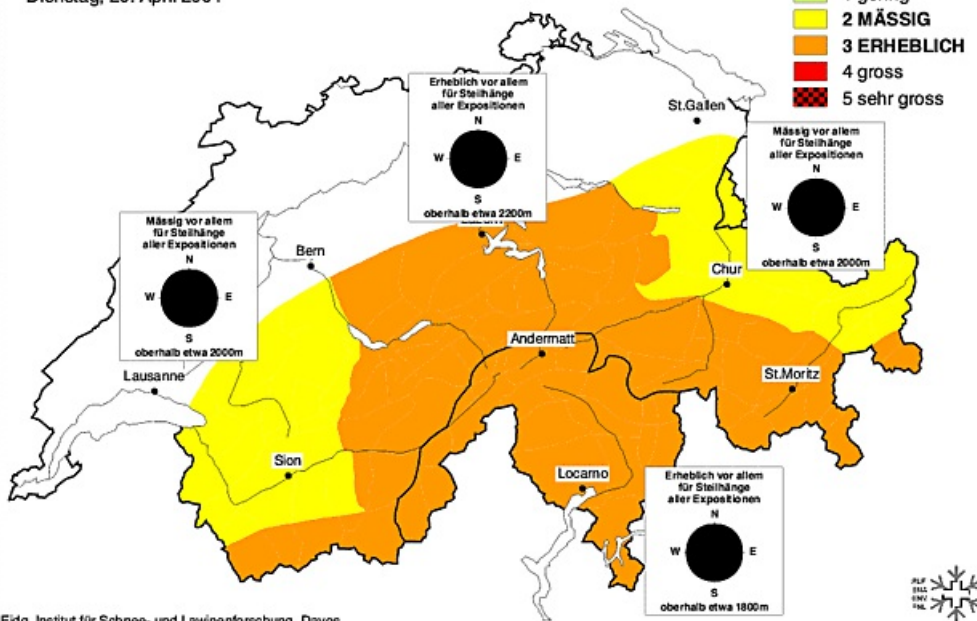 Dienstag,
2 MÄSSIG
3 ERHEBLICH
4 gross
5 sehr gross
Erheblich vor allem
für Steilhänge
aller Expositionen
N
W E
S
oberhalb etwa 2200m
St.Gallen
Mässig vor allem
für Steilhänge
aller Expositionen
N
W E
S
oberhalb etwa 2000m
Mässig vor allem
für Steilhänge
aller Expositionen
N
W E
S
oberhalb etwa 2000m
Bern
Chur
Andermatt
Lausanne
St.Moritz
Sion
Locarno
Erheblich vor allem
für Steilhänge
aller Expositionen
N
W E
S
oberhalb etwa 1800m
Eidg. Institut für Schnee- und Lawinenforschung, Davos